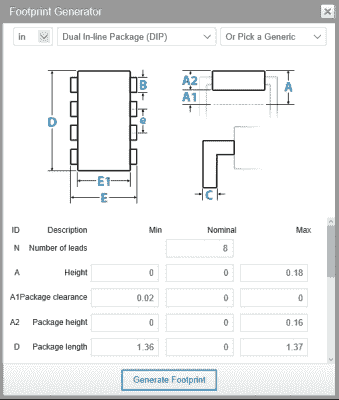 Footprint Generator
in Dual In-line Package (DIP) Or Pick a Generic
B A2 A
A1
D e
E1
E C
ID Description Min Nominal Max
N Number of leads 8
A Height 0 0 0.18
A1 Package clearance 0.02 0 0
A2 Package height 0 0 0.16
D Package length 1.36 0 1.37
Generate Footprint